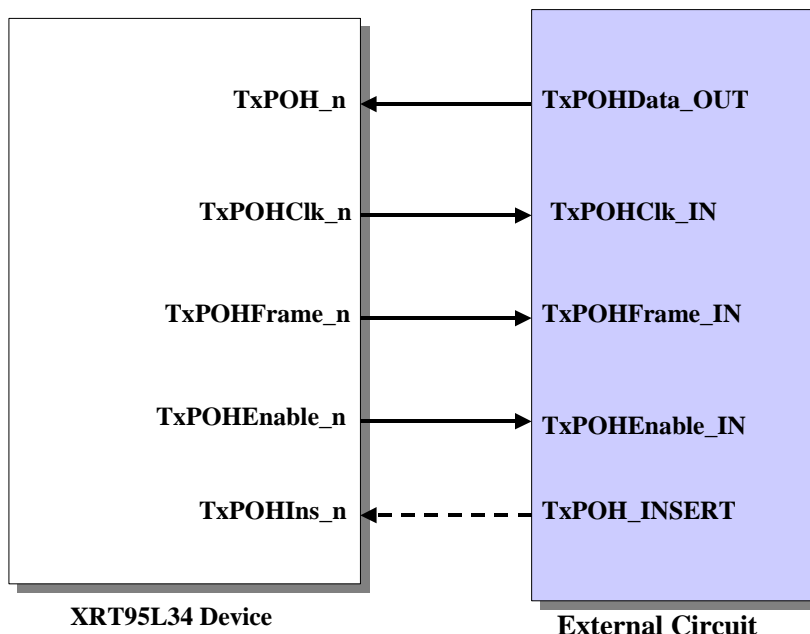 TxPOH_n TxPOHData_OUT
TxPOHClk_n TxPOHClk_IN
TxPOHFrame_n TxPOHFrame_IN
TxPOHEnable_n TxPOHEnable_IN
TxPOHIns_n TxPOH_INSERT
XRT95L34 Device External Circuit